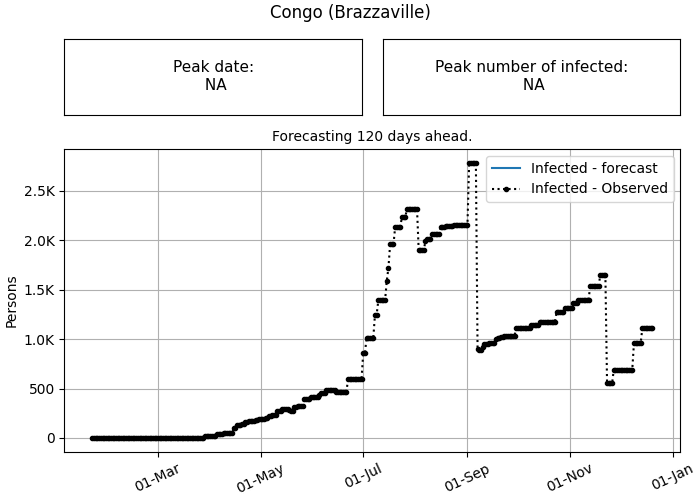 Congo (Brazzaville)
Peak date:
NA
Peak number of infected:
NA
Forecasting 120 days ahead.
Infected - forecast
Infected - Observed
2.5K
2.0K
1.5K
1.0K
500
0
Persons
01-Mar
01-May
01-Jul
01-Sep
01-Nov
01-Jan